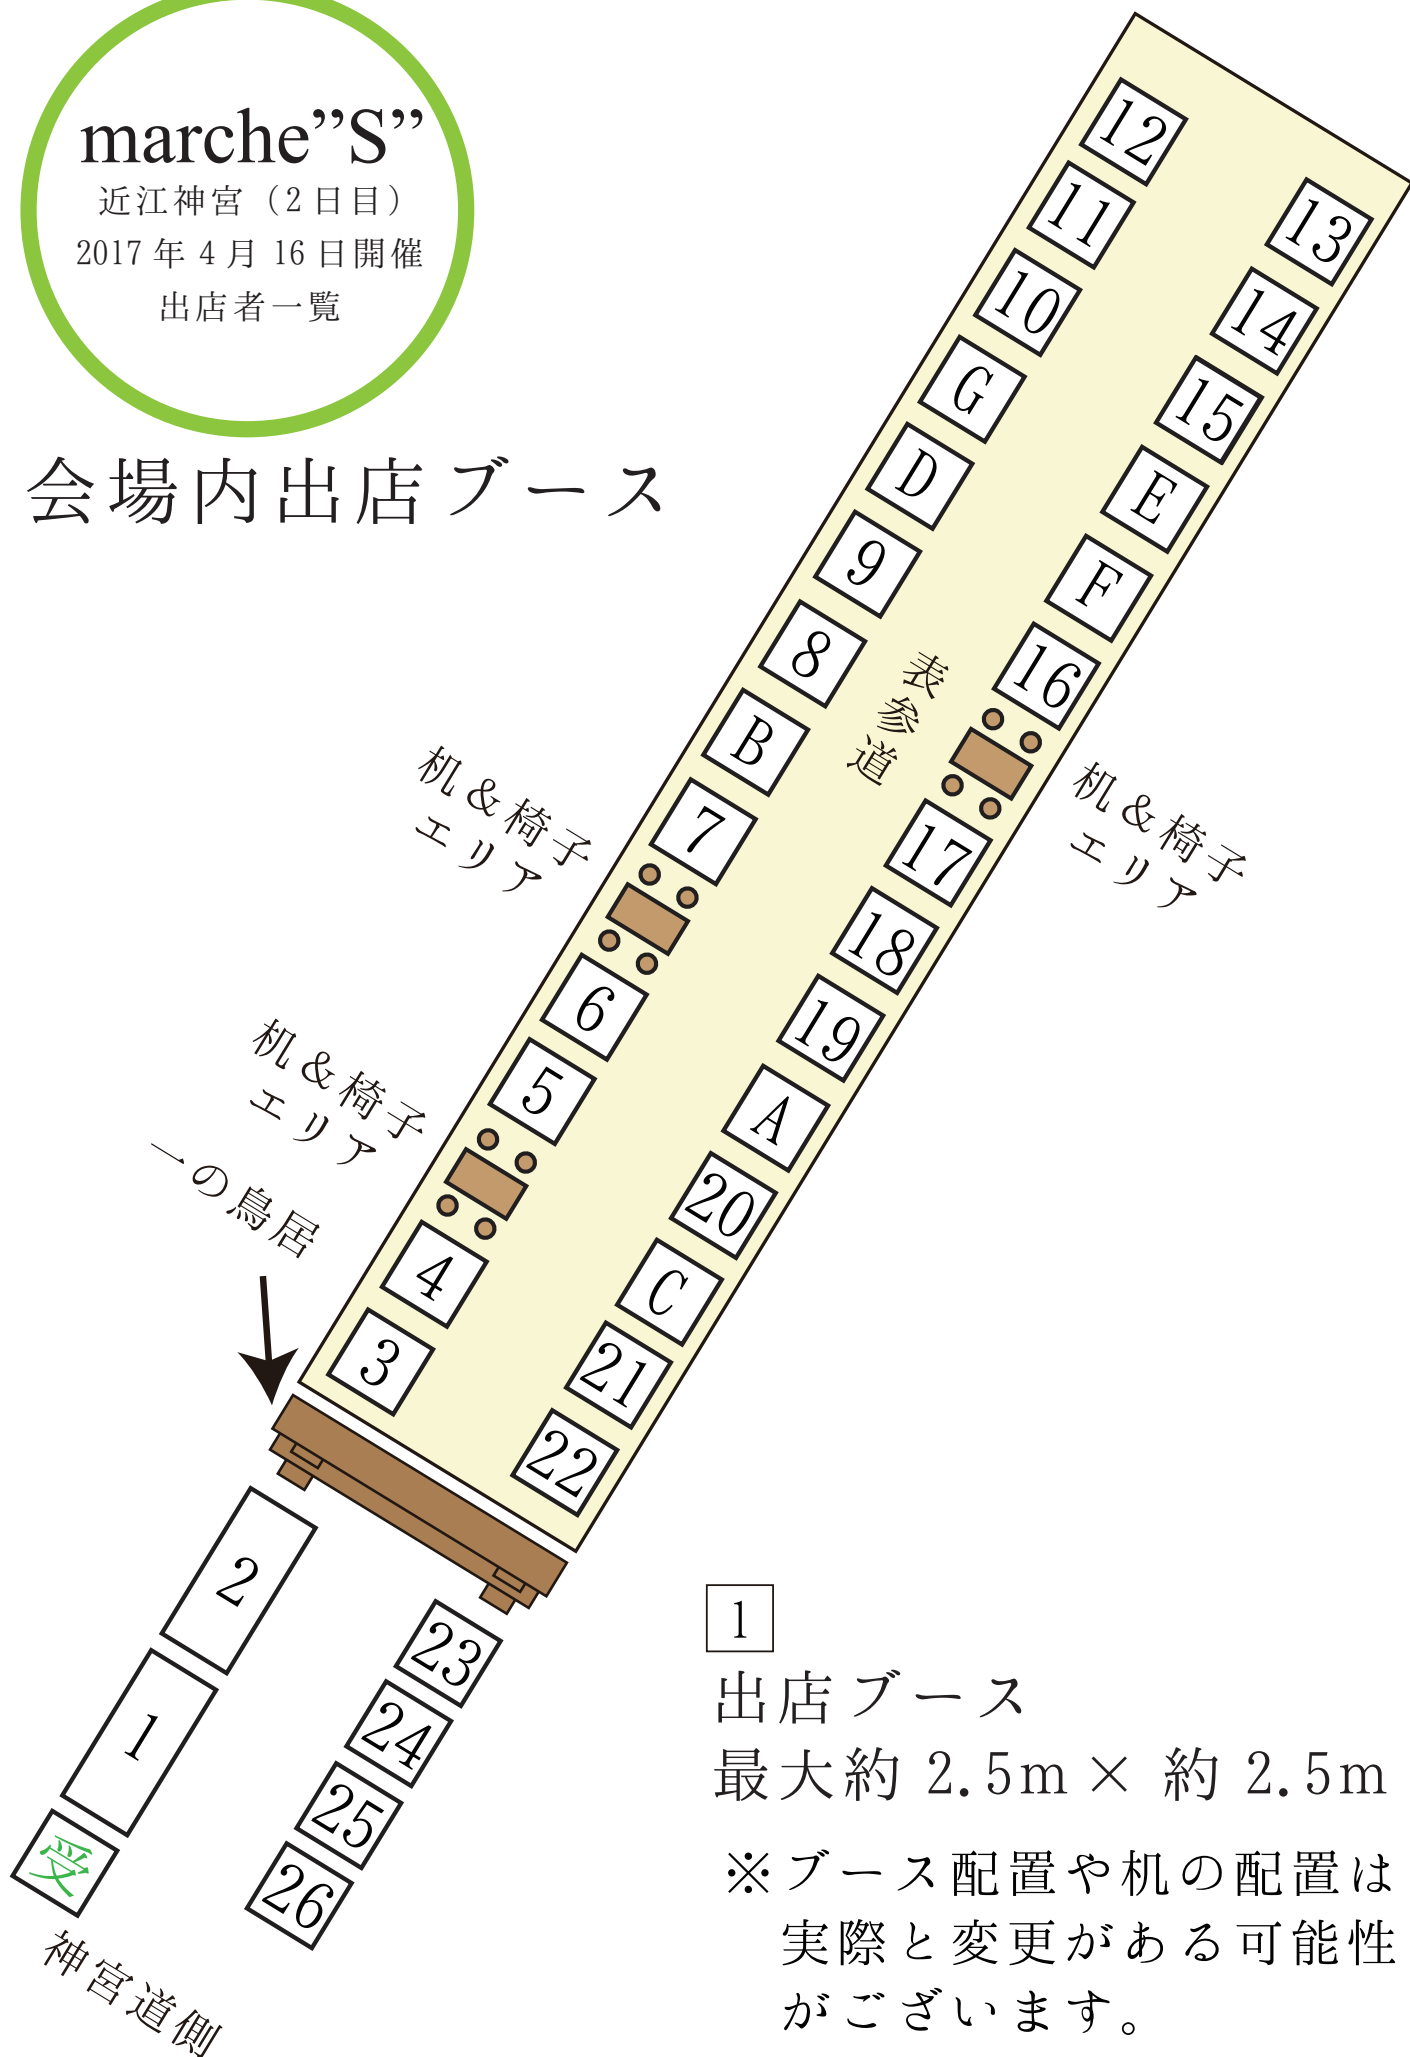 marche”S”
近江神宮（2日目）
2017年4月16日開催
出店者一覧
会場内出店ブース
12
11
10
G
D
9
8
B
7
6
5
4
3
13
14
15
E
F
16
17
18
19
A
20
C
21
22
表参道
机＆椅子
エリア
机＆椅子
エリア
机＆椅子
エリア
一の鳥居
2
1
受
23
24
25
26
神宮道側
1
出店ブース
最大約2.5m×約2.5m
※ブース配置や机の配置は
実際と変更がある可能性
がございます。